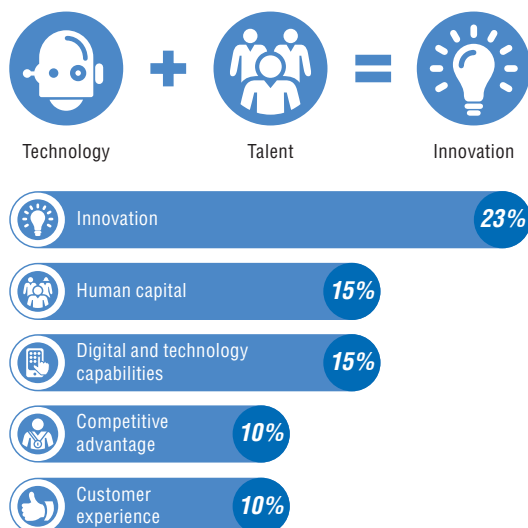 Technology
Talent
Innovation
Innovation
23%
Human capital
15%
Digital and technology
capabilities
15%
Competitive
advantage
10%
Customer
experience
10%